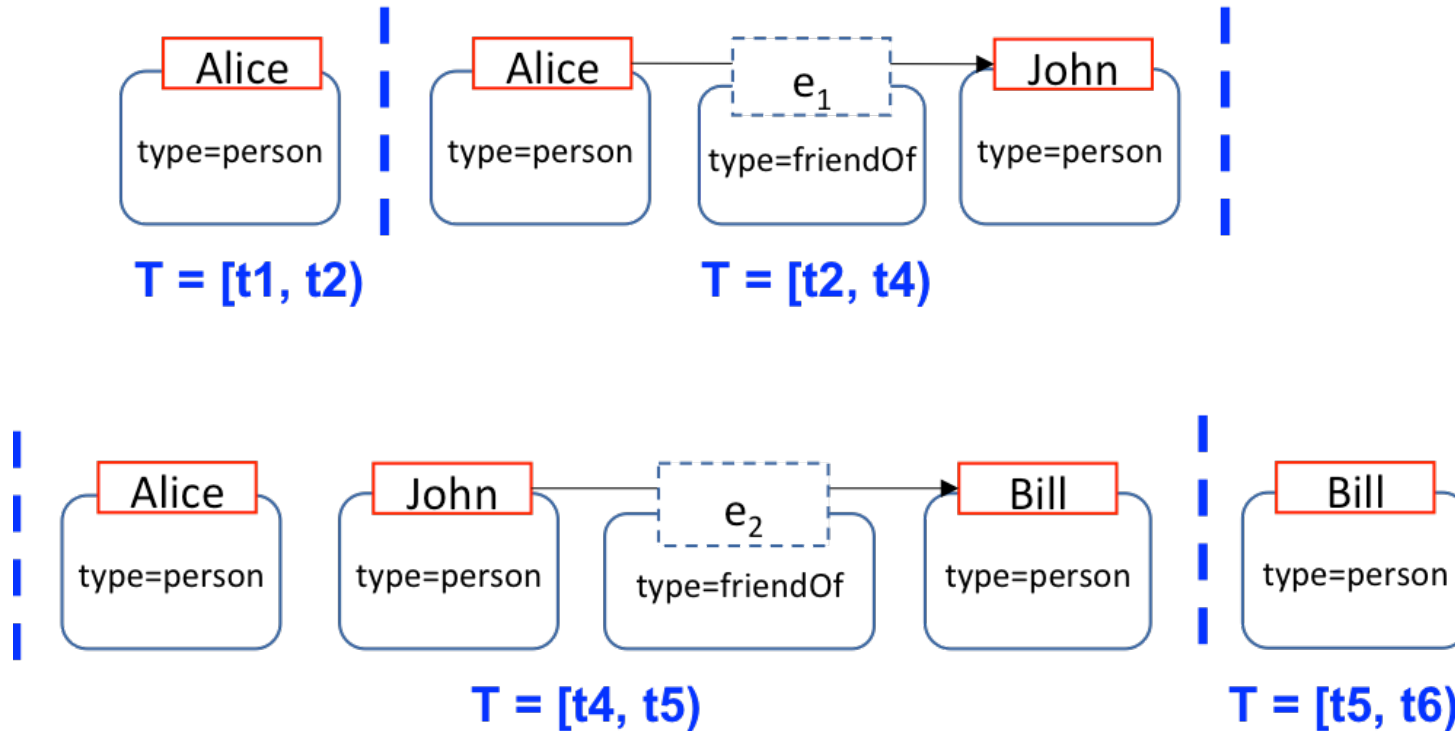 Alice Alice e₁ John
type=person type=person type=friendOf type=person
T = [t1, t2) T = [t2, t4)
Alice John e₂ Bill Bill
type=person type=person type=friendOf type=person type=person
T = [t4, t5) T = [t5, t6)